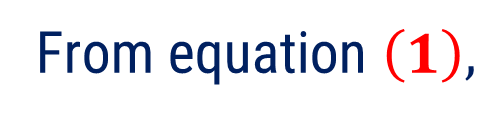 From equation (1),